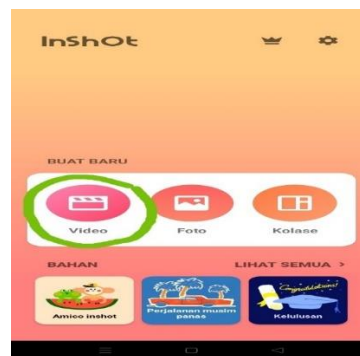 InShOt
BUAT BARU
Video
Foto
Kolase
BAHAN
LIHAT SEMUA >
Amico inshot
Perjalanan musim
panas
Congratulations!
Kelulusan